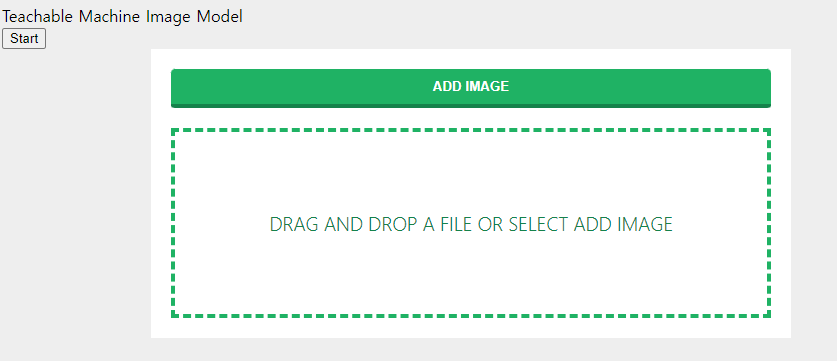 Teachable Machine Image Model
Start
ADD IMAGE
DRAG AND DROP A FILE OR SELECT ADD IMAGE